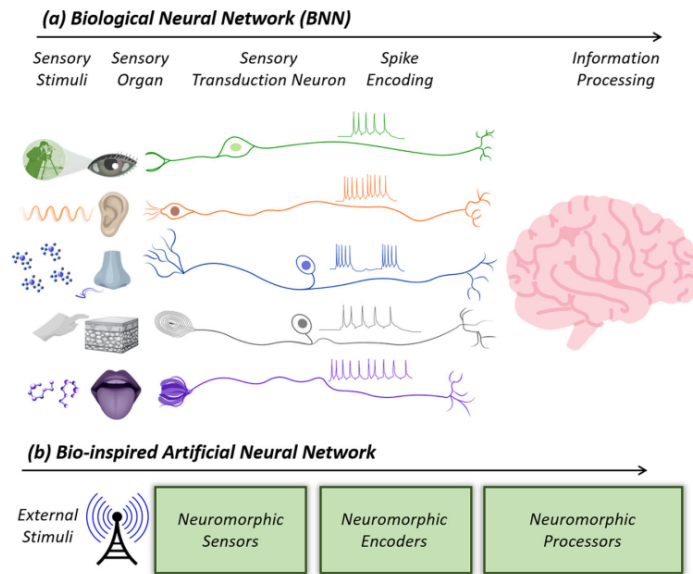 (a) Biological Neural Network (BNN)
Sensory Stimuli
Sensory Organ
Sensory Transduction Neuron
Spike Encoding
Information Processing
(b) Bio-inspired Artificial Neural Network
External Stimuli
Neuromorphic Sensors
Neuromorphic Encoders
Neuromorphic Processors